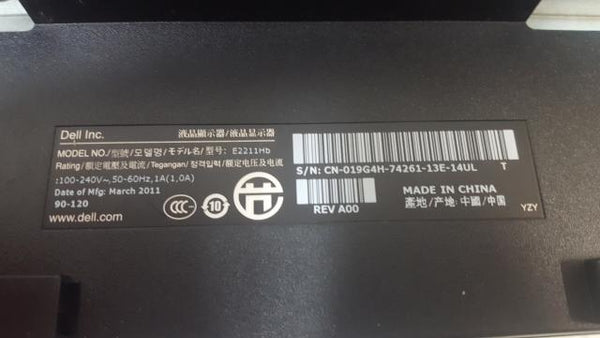 Dell Inc. 液晶顯示器/液晶显示器
MODEL NO./型號/모델명/モデル名/型号: E2211Hb
Rating/額定電壓及電流/Tegangan/정격입력/额定电压及电流
:100-240V~,50-60Hz,1A(1,0A)
Date of Mfg: March 2011
90-120
www.dell.com
CCC
10
S/N: CN-019G4H-74261-13E-14UL T
REV A00
MADE IN CHINA
產地/产地: 中國/中国
YZY